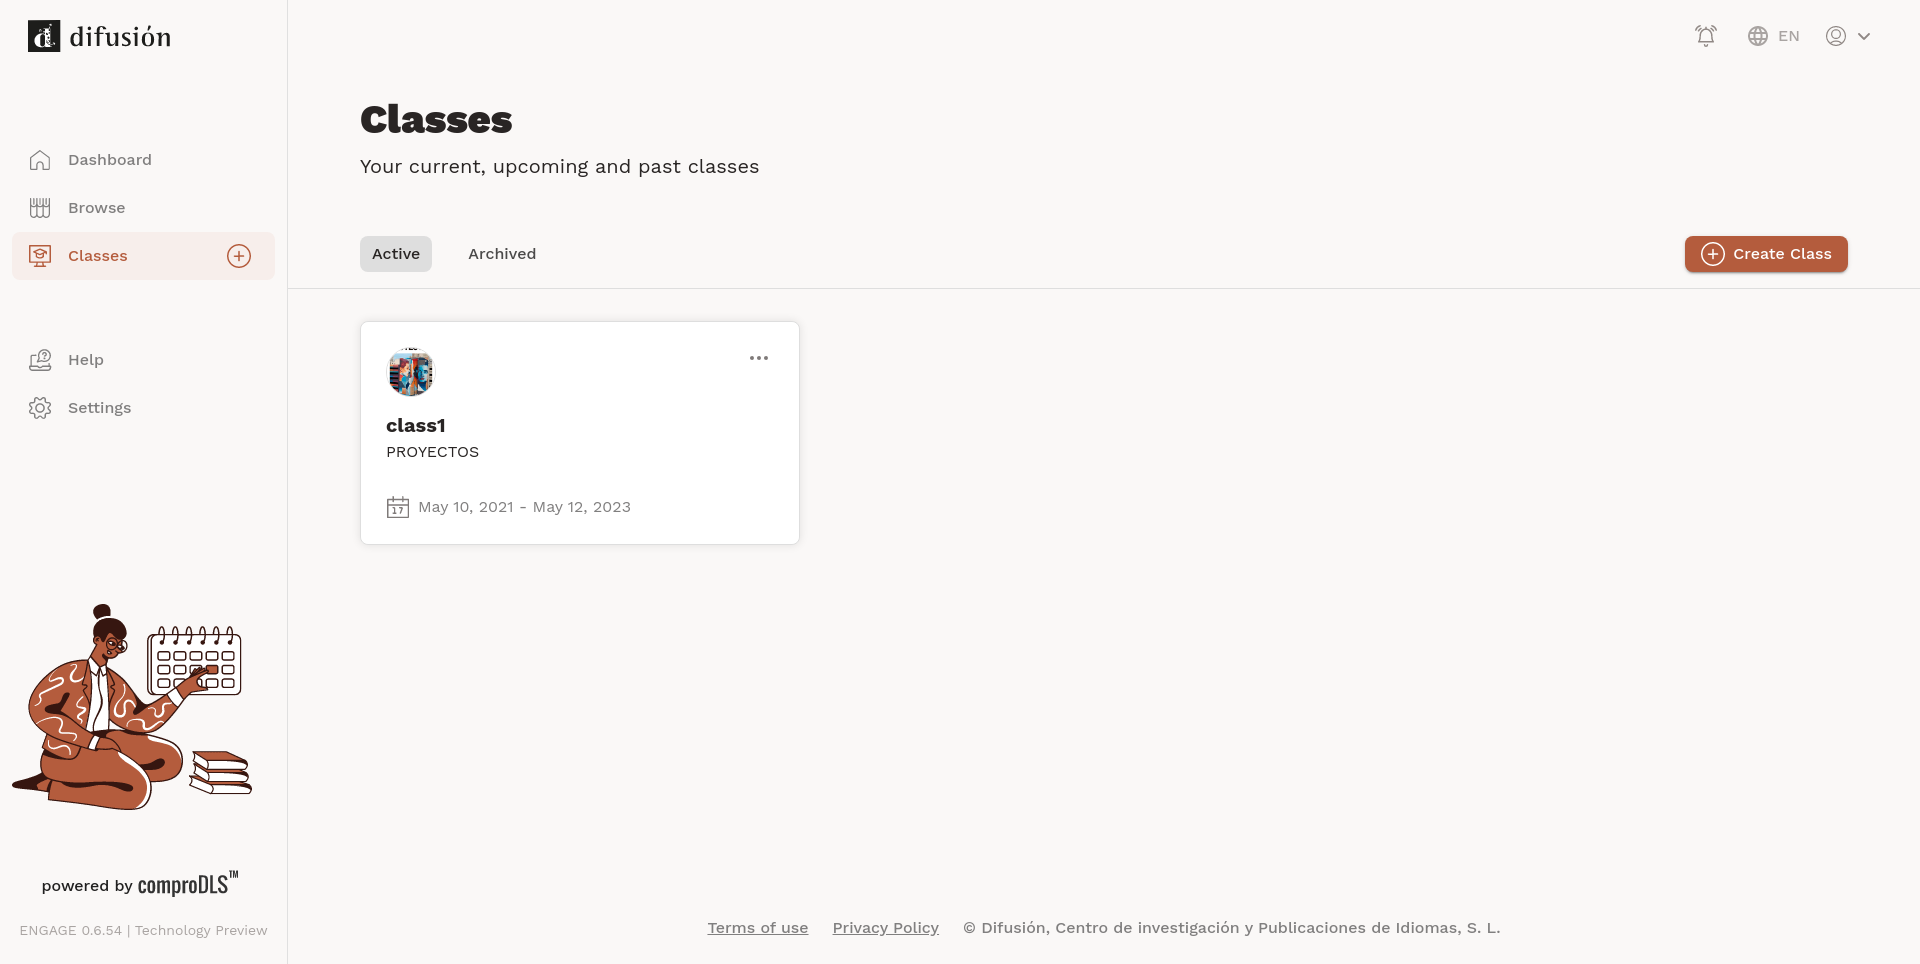 difusión
Dashboard
Browse
Classes
Help
Settings
powered by comproDLS™
ENGAGE 0.6.54 | Technology Preview
EN
Classes
Your current, upcoming and past classes
Active
Archived
Create Class
class1
PROYECTOS
17
May 10, 2021 - May 12, 2023
Terms of use
Privacy Policy
© Difusión, Centro de investigación y Publicaciones de Idiomas, S. L.